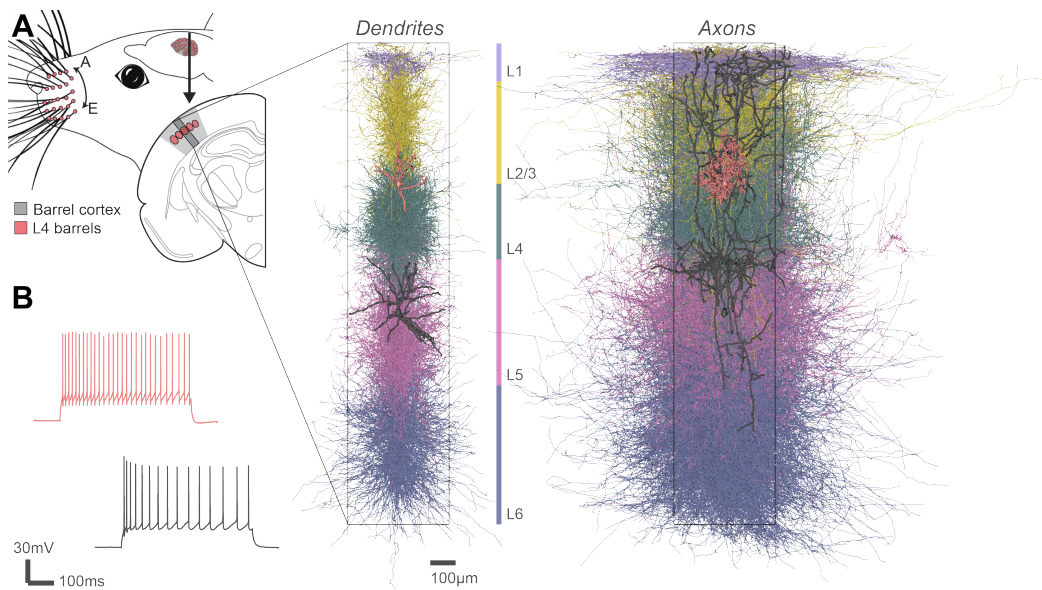 A
A
E
Barrel cortex
L4 barrels
B
30mV
100ms
Dendrites
Axons
L1
L2/3
L4
L5
L6
100µm